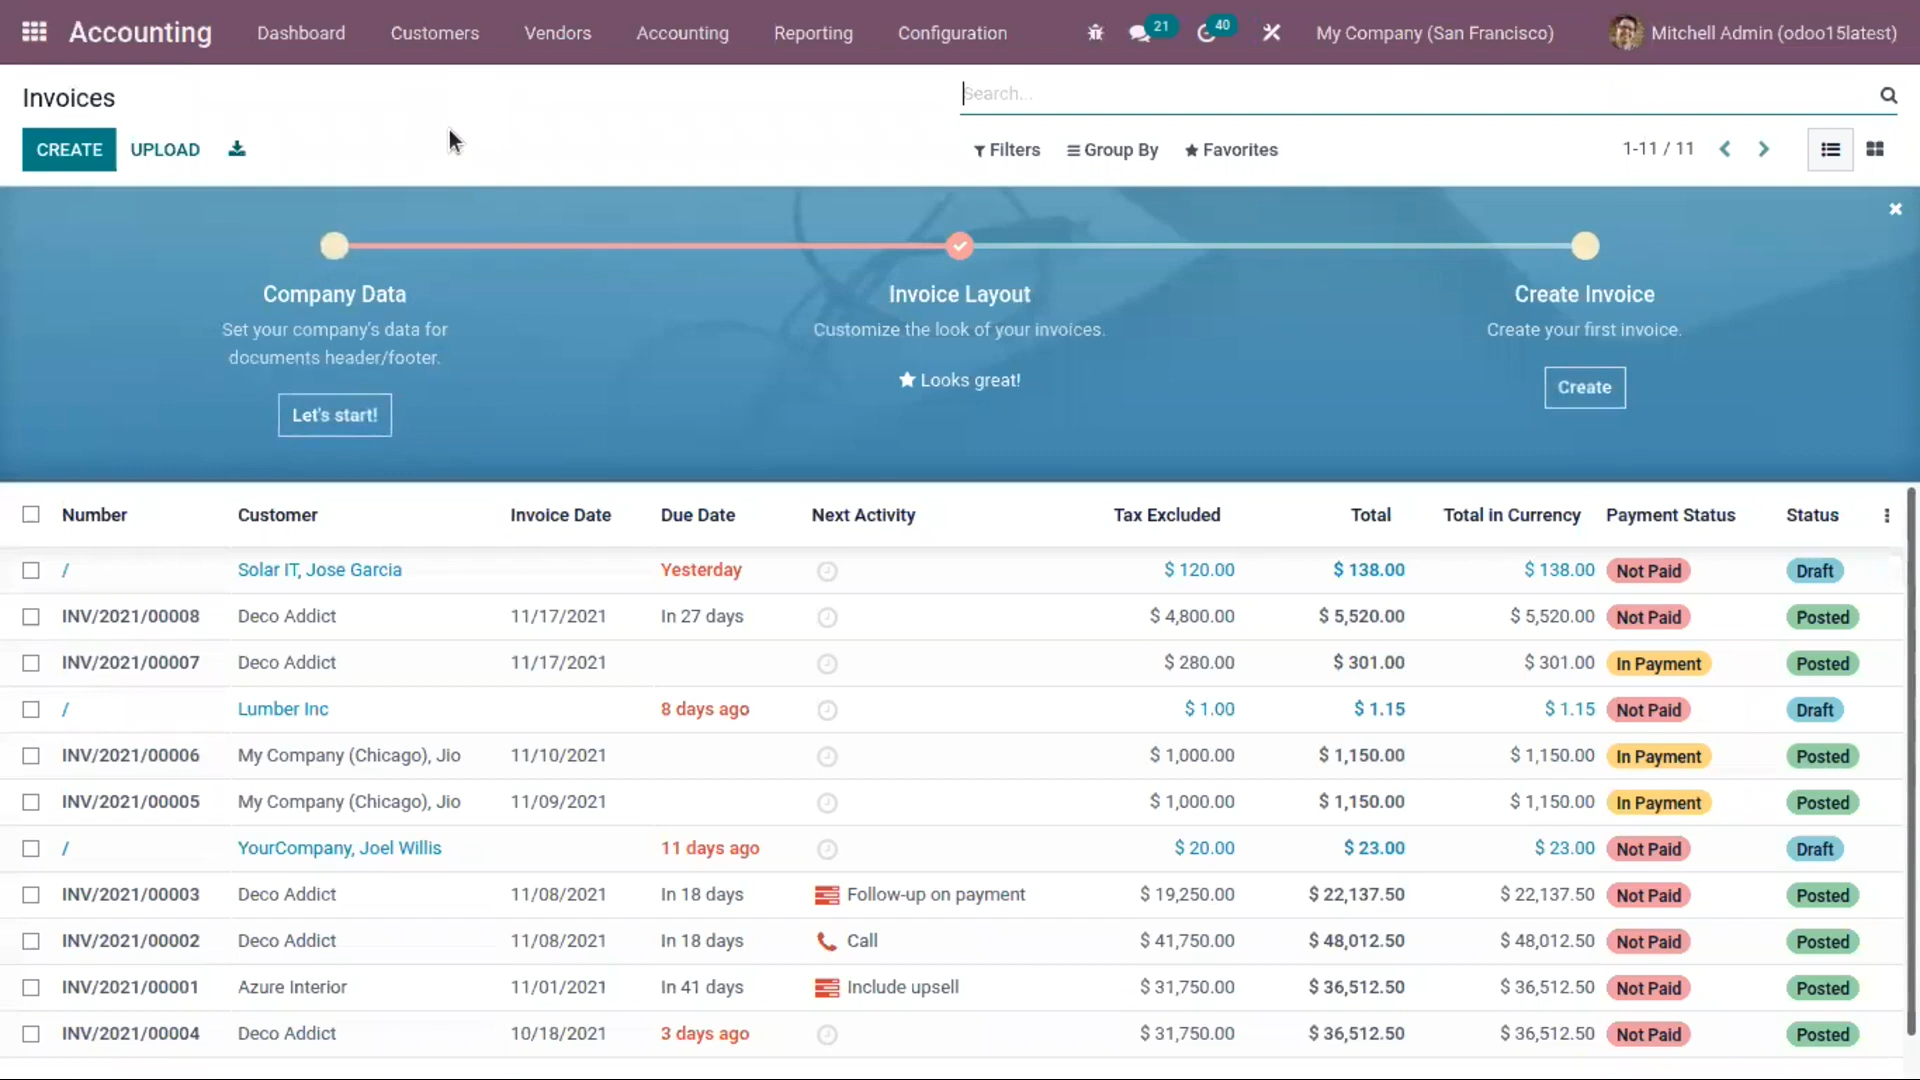 Accounting Dashboard Customers Vendors Accounting Reporting Configuration 21 40 My Company (San Francisco) Mitchell Admin (odoo15latest)
Invoices
Search...
CREATE UPLOAD Filters Group By Favorites 1-11 / 11
Company Data
Set your company's data for
documents header/footer.
Let's start!
Invoice Layout
Customize the look of your invoices.
Looks great!
Create Invoice
Create your first invoice.
Create
Number Customer Invoice Date Due Date Next Activity Tax Excluded Total Total in Currency Payment Status Status
/ Solar IT, Jose Garcia Yesterday $ 120.00 $ 138.00 $ 138.00 Not Paid Draft
INV/2021/00008 Deco Addict 11/17/2021 In 27 days $ 4,800.00 $ 5,520.00 $ 5,520.00 Not Paid Posted
INV/2021/00007 Deco Addict 11/17/2021 $ 280.00 $ 301.00 $ 301.00 In Payment Posted
/ Lumber Inc 8 days ago $ 1.00 $ 1.15 $ 1.15 Not Paid Draft
INV/2021/00006 My Company (Chicago), Jio 11/10/2021 $ 1,000.00 $ 1,150.00 $ 1,150.00 In Payment Posted
INV/2021/00005 My Company (Chicago), Jio 11/09/2021 $ 1,000.00 $ 1,150.00 $ 1,150.00 In Payment Posted
/ YourCompany, Joel Willis 11 days ago $ 20.00 $ 23.00 $ 23.00 Not Paid Draft
INV/2021/00003 Deco Addict 11/08/2021 In 18 days Follow-up on payment $ 19,250.00 $ 22,137.50 $ 22,137.50 Not Paid Posted
INV/2021/00002 Deco Addict 11/08/2021 In 18 days Call $ 41,750.00 $ 48,012.50 $ 48,012.50 Not Paid Posted
INV/2021/00001 Azure Interior 11/01/2021 In 41 days Include upsell $ 31,750.00 $ 36,512.50 $ 36,512.50 Not Paid Posted
INV/2021/00004 Deco Addict 10/18/2021 3 days ago $ 31,750.00 $ 36,512.50 $ 36,512.50 Not Paid Posted